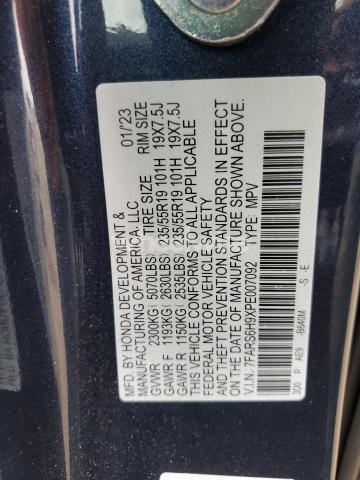 MFD. BY HONDA DEVELOPMENT & 01/'23
MANUFACTURING OF AMERICA, LLC
TIRE SIZE RIM SIZE
GVWR 2300KG ( 5070LBS)
GAWR F 1193KG ( 2630LBS) 235/55R19 101H 19X7.5J
GAWR R 1150KG ( 2535LBS) 235/55R19 101H 19X7.5J
THIS VEHICLE CONFORMS TO ALL APPLICABLE
FEDERAL MOTOR VEHICLE SAFETY
AND THEFT PREVENTION STANDARDS IN EFFECT
ON THE DATE OF MANUFACTURE SHOWN ABOVE.
V.I.N.: 7FARS6H9XPE007092 TYPE: MPV
300 P AE9 -B640M -S -E